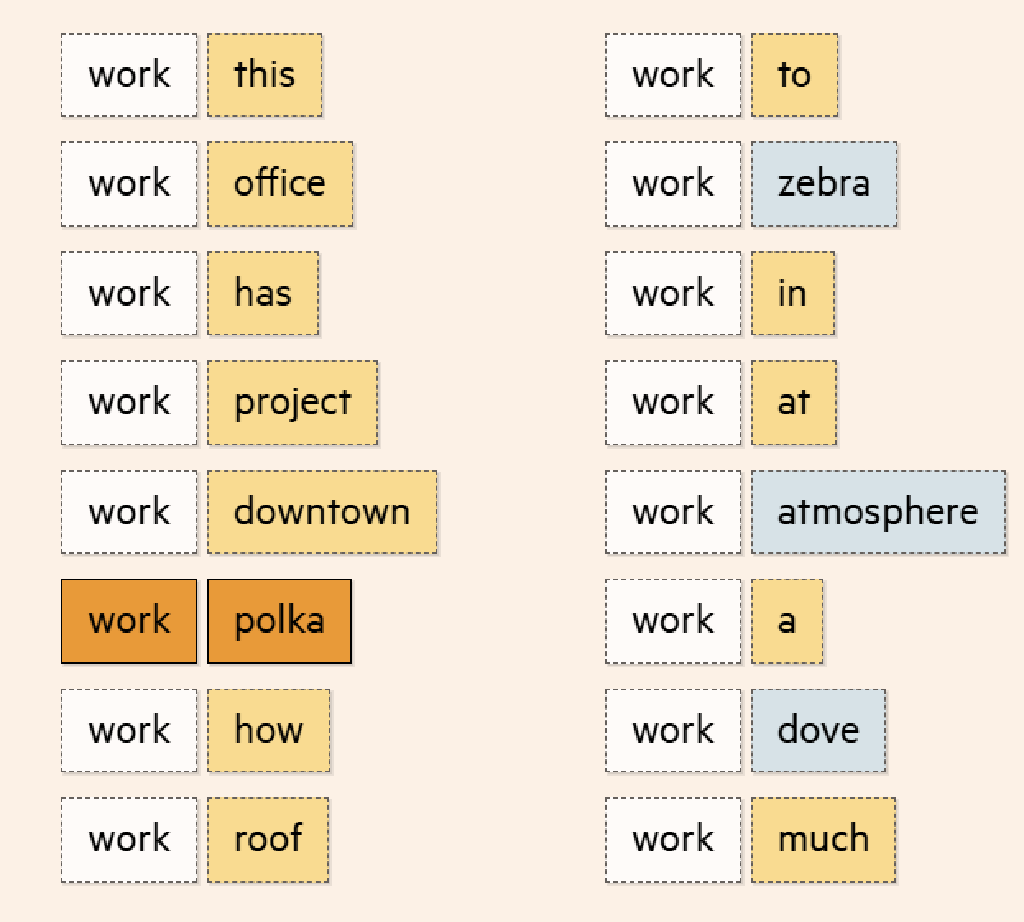 work this
work office
work has
work project
work downtown
work polka
work how
work roof
work to
work zebra
work in
work at
work atmosphere
work a
work dove
work much